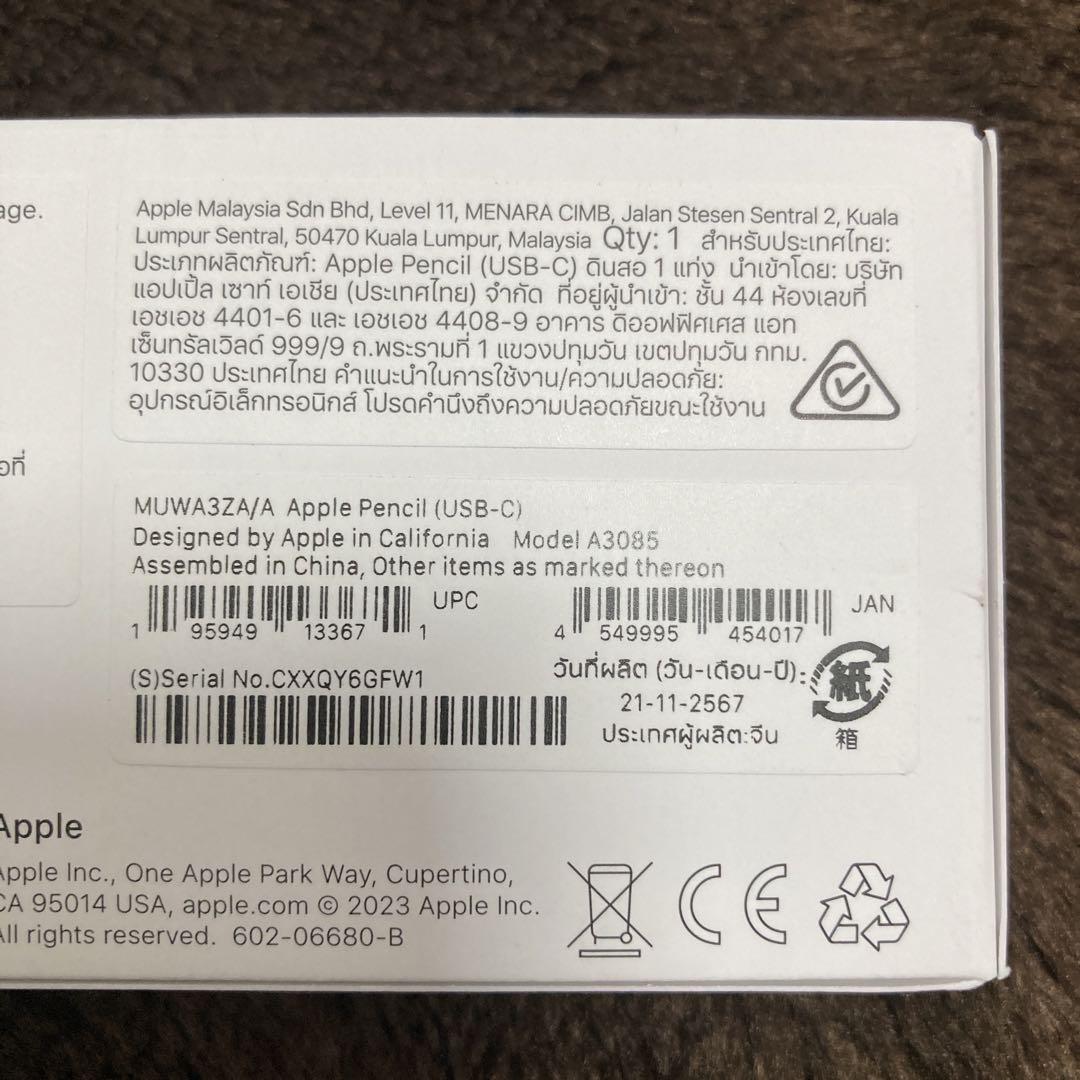 age.
อที่
Apple Malaysia Sdn Bhd, Level 11, MENARA CIMB, Jalan Stesen Sentral 2, Kuala
Lumpur Sentral, 50470 Kuala Lumpur, Malaysia Qty: 1 สำหรับประเทศไทย:
ประเภทผลิตภัณฑ์: Apple Pencil (USB-C) ดินสอ 1 แท่ง นำเข้าโดย: บริษัท
แอปเปิ้ล เซาท์ เอเชีย (ประเทศไทย) จำกัด ที่อยู่ผู้นำเข้า: ชั้น 44 ห้องเลขที่
เอชเอช 4401-6 และ เอชเอช 4408-9 อาคาร ดิออฟฟิศเศส แอท
เซ็นทรัลเวิลด์ 999/9 ถ.พระรามที่ 1 แขวงปทุมวัน เขตปทุมวัน กทม.
10330 ประเทศไทย คำแนะนำในการใช้งาน/ความปลอดภัย:
อุปกรณ์อิเล็กทรอนิกส์ โปรดคำนึงถึงความปลอดภัยขณะใช้งาน
MUWA3ZA/A Apple Pencil (USB-C)
Designed by Apple in California Model A3085
Assembled in China, Other items as marked thereon
UPC
1 95949 13367 1
JAN
4 549995 454017
(S)Serial No.CXXQY6GFW1
วันที่ผลิต (วัน-เดือน-ปี):
21-11-2567
ประเทศผู้ผลิต:จีน
紙
箱
Apple
Apple Inc., One Apple Park Way, Cupertino,
CA 95014 USA, apple.com © 2023 Apple Inc.
All rights reserved. 602-06680-B
CE